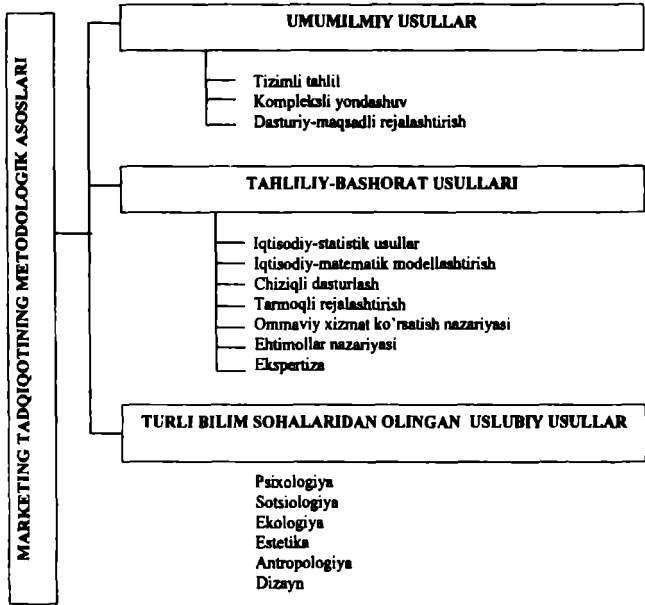 MARKETING TADQIQOTINING METODOLOGIK ASOSLARI
UMUMILMIY USULLAR
Tizimli tahlil
Kompleksli yondashuv
Dasturiy-maqsadli rejalashtirish
TAHLILIY-BASHORAT USULLARI
Iqtisodiy-statistik usullar
Iqtisodiy-matematik modellashtirish
Chiziqli dasturlash
Tarmoqli rejalashtirish
Ommaviy xizmat ko'rsatish nazariyasi
Ehtimollar nazariyasi
Ekspertiza
TURLI BILIM SOHALARIDAN OLINGAN USLUBIY USULLAR
Psixologiya
Sotsiologiya
Ekologiya
Estetika
Antropologiya
Dizayn